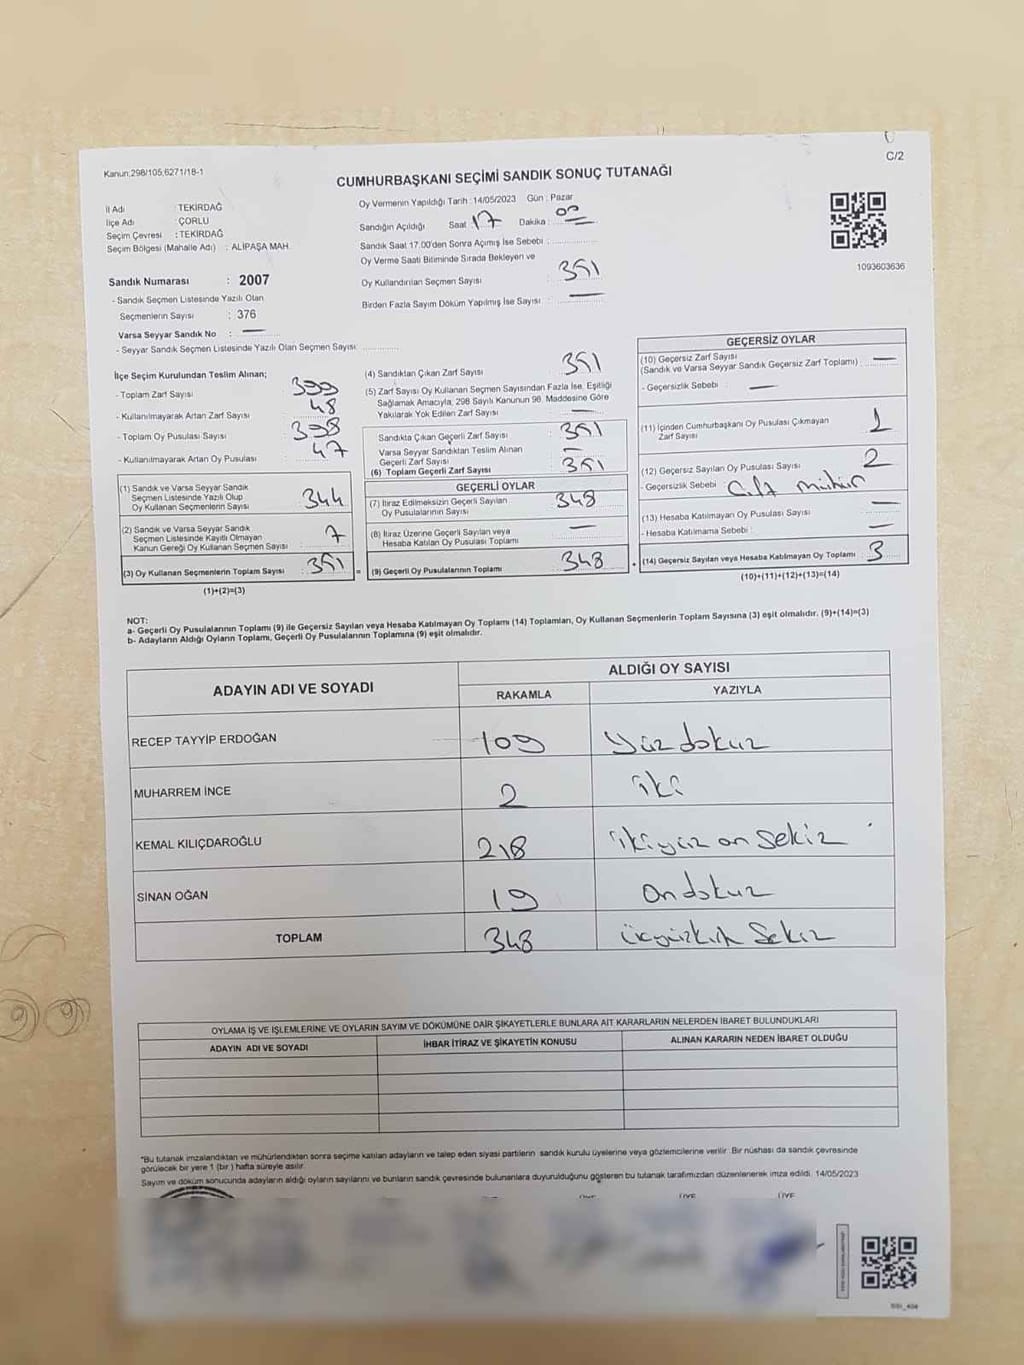 C/2
Kanun;298/105,6271/18-1
CUMHURBAŞKANI SEÇİMİ SANDIK SONUÇ TUTANAĞI
İl Adı : TEKİRDAĞ
İlçe Adı : ÇORLU
Seçim Çevresi : TEKİRDAĞ
Seçim Bölgesi (Mahalle Adı) : ALİPAŞA MAH.
Sandık Numarası : 2007
- Sandık Seçmen Listesinde Yazılı Olan
Seçmenlerin Sayısı : 376
Varsa Seyyar Sandık No : —
- Seyyar Sandık Seçmen Listesinde Yazılı Olan Seçmen Sayısı:
Oy Vermenin Yapıldığı Tarih :14/05/2023 Gün : Pazar
Sandığın Açıldığı Saat 17 Dakika : 00
Sandık Saat 17.00'den Sonra Açımış İse Sebebi :
Oy Verme Saati Bitiminde Sırada Bekleyen ve
Oy Kullandırılan Seçmen Sayısı : 351
Birden Fazla Sayım Döküm Yapılmış İse Sayısı : —
1093603636
İlçe Seçim Kurulundan Teslim Alınan;
- Toplam Zarf Sayısı : 399
- Kullanılmayarak Artan Zarf Sayısı : 48
- Toplam Oy Pusulası Sayısı : 398
- Kullanılmayarak Artan Oy Pusulası : 47
(1) Sandık ve Varsa Seyyar Sandık
Seçmen Listesinde Yazılı Olup
Oy Kullanan Seçmenlerin Sayısı 344
(2) Sandık ve Varsa Seyyar Sandık
Seçmen Listesinde Kayıtlı Olmayan
Kanun Gereği Oy Kullanan Seçmen Sayısı 7
(3) Oy Kullanan Seçmenlerin Toplam Sayısı 351
(1)+(2)=(3)
(4) Sandıktan Çıkan Zarf Sayısı : 351
(5) Zarf Sayısı Oy Kullanan Seçmen Sayısından Fazla İse, Eşitliği
Sağlamak Amacıyla, 298 Sayılı Kanunun 98. Maddesine Göre
Yakılarak Yok Edilen Zarf Sayısı : —
Sandıkta Çıkan Geçerli Zarf Sayısı : 351
Varsa Seyyar Sandıktan Teslim Alınan
Geçerli Zarf Sayısı : —
(6) Toplam Geçerli Zarf Sayısı : 351
GEÇERLİ OYLAR
(7) İtiraz Edilmeksizin Geçerli Sayılan
Oy Pusulalarının Sayısı 348
(8) İtiraz Üzerine Geçerli Sayılan veya
Hesaba Katılan Oy Pusulası Toplamı —
= (9) Geçerli Oy Pusulalarının Toplamı 348
GEÇERSİZ OYLAR
(10) Geçersiz Zarf Sayısı
(Sandık ve Varsa Seyyar Sandık Geçersiz Zarf Toplamı) : —
- Geçersizlik Sebebi : —
(11) İçinden Cumhurbaşkanı Oy Pusulası Çıkmayan
Zarf Sayısı 1
(12) Geçersiz Sayılan Oy Pusulası Sayısı 2
- Geçersizlik Sebebi : Çift mühür
(13) Hesaba Katılmayan Oy Pusulası Sayısı —
- Hesaba Katılmama Sebebi : —
+ (14) Geçersiz Sayılan veya Hesaba Katılmayan Oy Toplamı 3
(10)+(11)+(12)+(13)=(14)
NOT:
a- Geçerli Oy Pusulalarının Toplamı (9) ile Geçersiz Sayılan veya Hesaba Katılmayan Oy Toplamı (14) Toplamları, Oy Kullanan Seçmenlerin Toplam Sayısına (3) eşit olmalıdır. (9)+(14)=(3)
b- Adayların Aldığı Oyların Toplamı, Geçerli Oy Pusulalarının Toplamına (9) eşit olmalıdır.
ADAYIN ADI VE SOYADI ALDIĞI OY SAYISI
RAKAMLA YAZIYLA
RECEP TAYYİP ERDOĞAN 109 Yüz dokuz
MUHARREM İNCE 2 iki
KEMAL KILIÇDAROĞLU 218 ikiyüz on sekiz
SİNAN OĞAN 19 On dokuz
TOPLAM 348 üçyüzkırk sekiz
OYLAMA İŞ VE İŞLEMLERİNE VE OYLARIN SAYIM VE DÖKÜMÜNE DAİR ŞİKAYETLERLE BUNLARA AİT KARARLARIN NELERDEN İBARET BULUNDUKLARI
ADAYIN ADI VE SOYADI İHBAR İTİRAZ VE ŞİKAYETİN KONUSU ALINAN KARARIN NEDEN İBARET OLDUĞU
*Bu tutanak imzalandıktan ve mühürlendikten sonra seçime katılan adayların ve talep eden siyasi partilerin sandık kurulu üyelerine veya gözlemcilerine verilir. Bir nüshası da sandık çevresinde
görülecek bir yere 1 (bir ) hafta süreyle asılır.
Sayım ve döküm sonucunda adayların aldığı oyların sayılarını ve bunların sandık çevresinde bulunanlara duyurulduğunu gösteren bu tutanak tarafımızdan düzenlenerek imza edildi. 14/05/2023
ÜYE ÜYE ÜYE